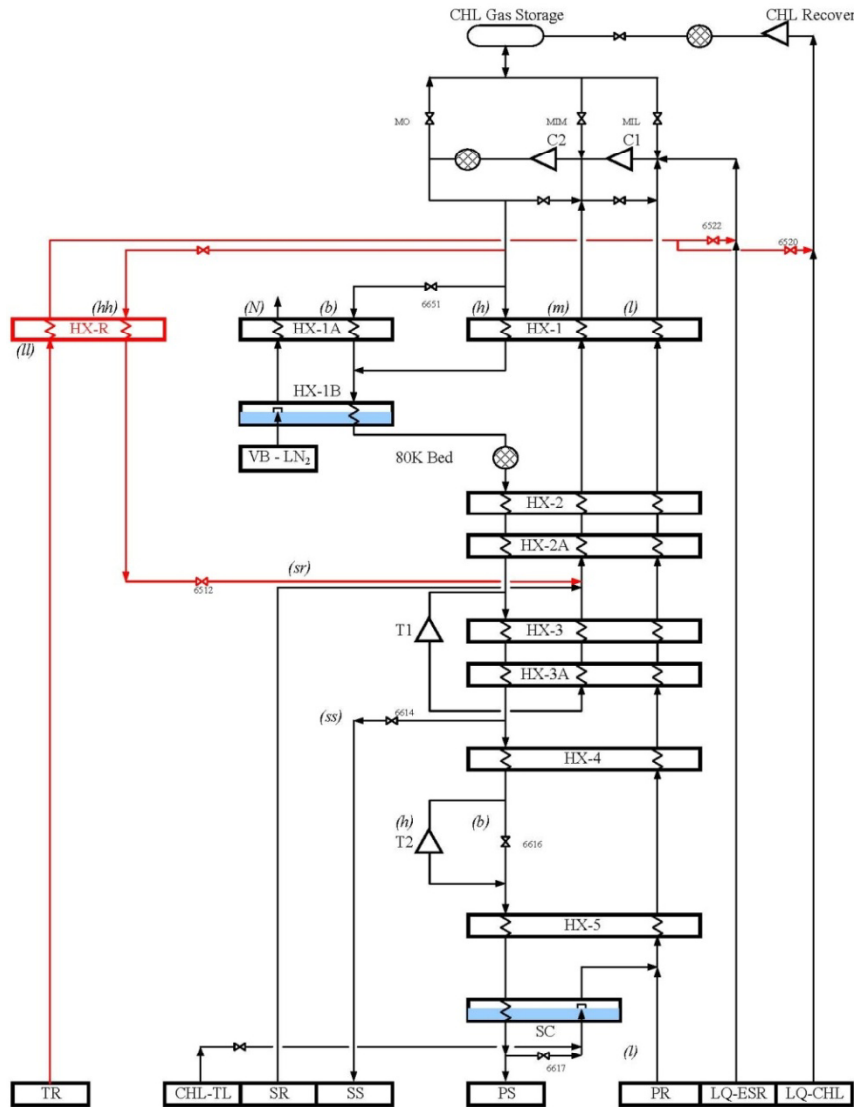 CHL Gas Storage
CHL Recover
MO
MIM
MIL
C2
C1
6522
6520
6651
(hh)
(N)
(b)
(h)
(m)
(l)
HX-R
HX-1A
HX-1
(ll)
HX-1B
VB - LN₂
80K Bed
HX-2
HX-2A
(sr)
6512
T1
HX-3
HX-3A
(ss)
6614
HX-4
(h)
(b)
T2
6616
HX-5
SC
6617
(l)
TR
CHL-TL
SR
SS
PS
PR
LQ-ESR
LQ-CHL